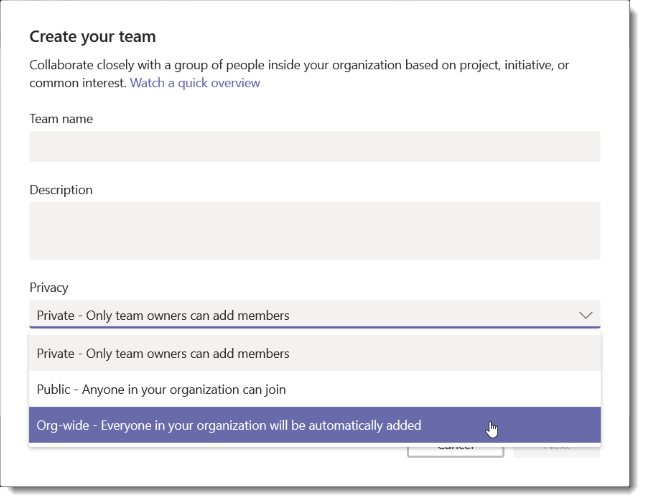 Create your team
Collaborate closely with a group of people inside your organization based on project, initiative, or
common interest. Watch a quick overview
Team name
Description
Privacy
Private - Only team owners can add members
Private - Only team owners can add members
Public - Anyone in your organization can join
Org-wide - Everyone in your organization will be automatically added
Cancel Next